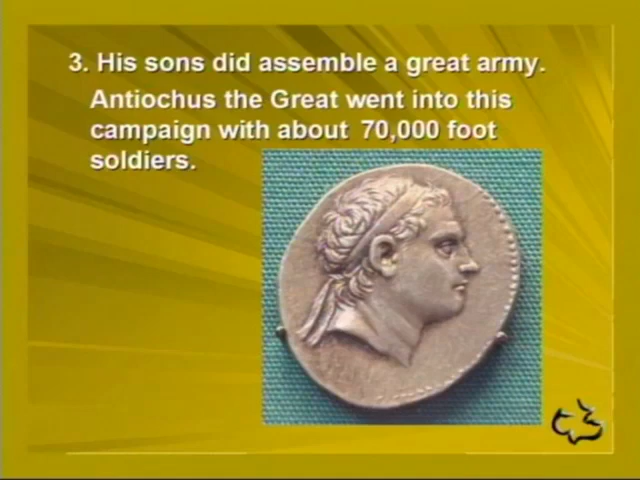 3. His sons did assemble a great army.
Antiochus the Great went into this
campaign with about 70,000 foot
soldiers.